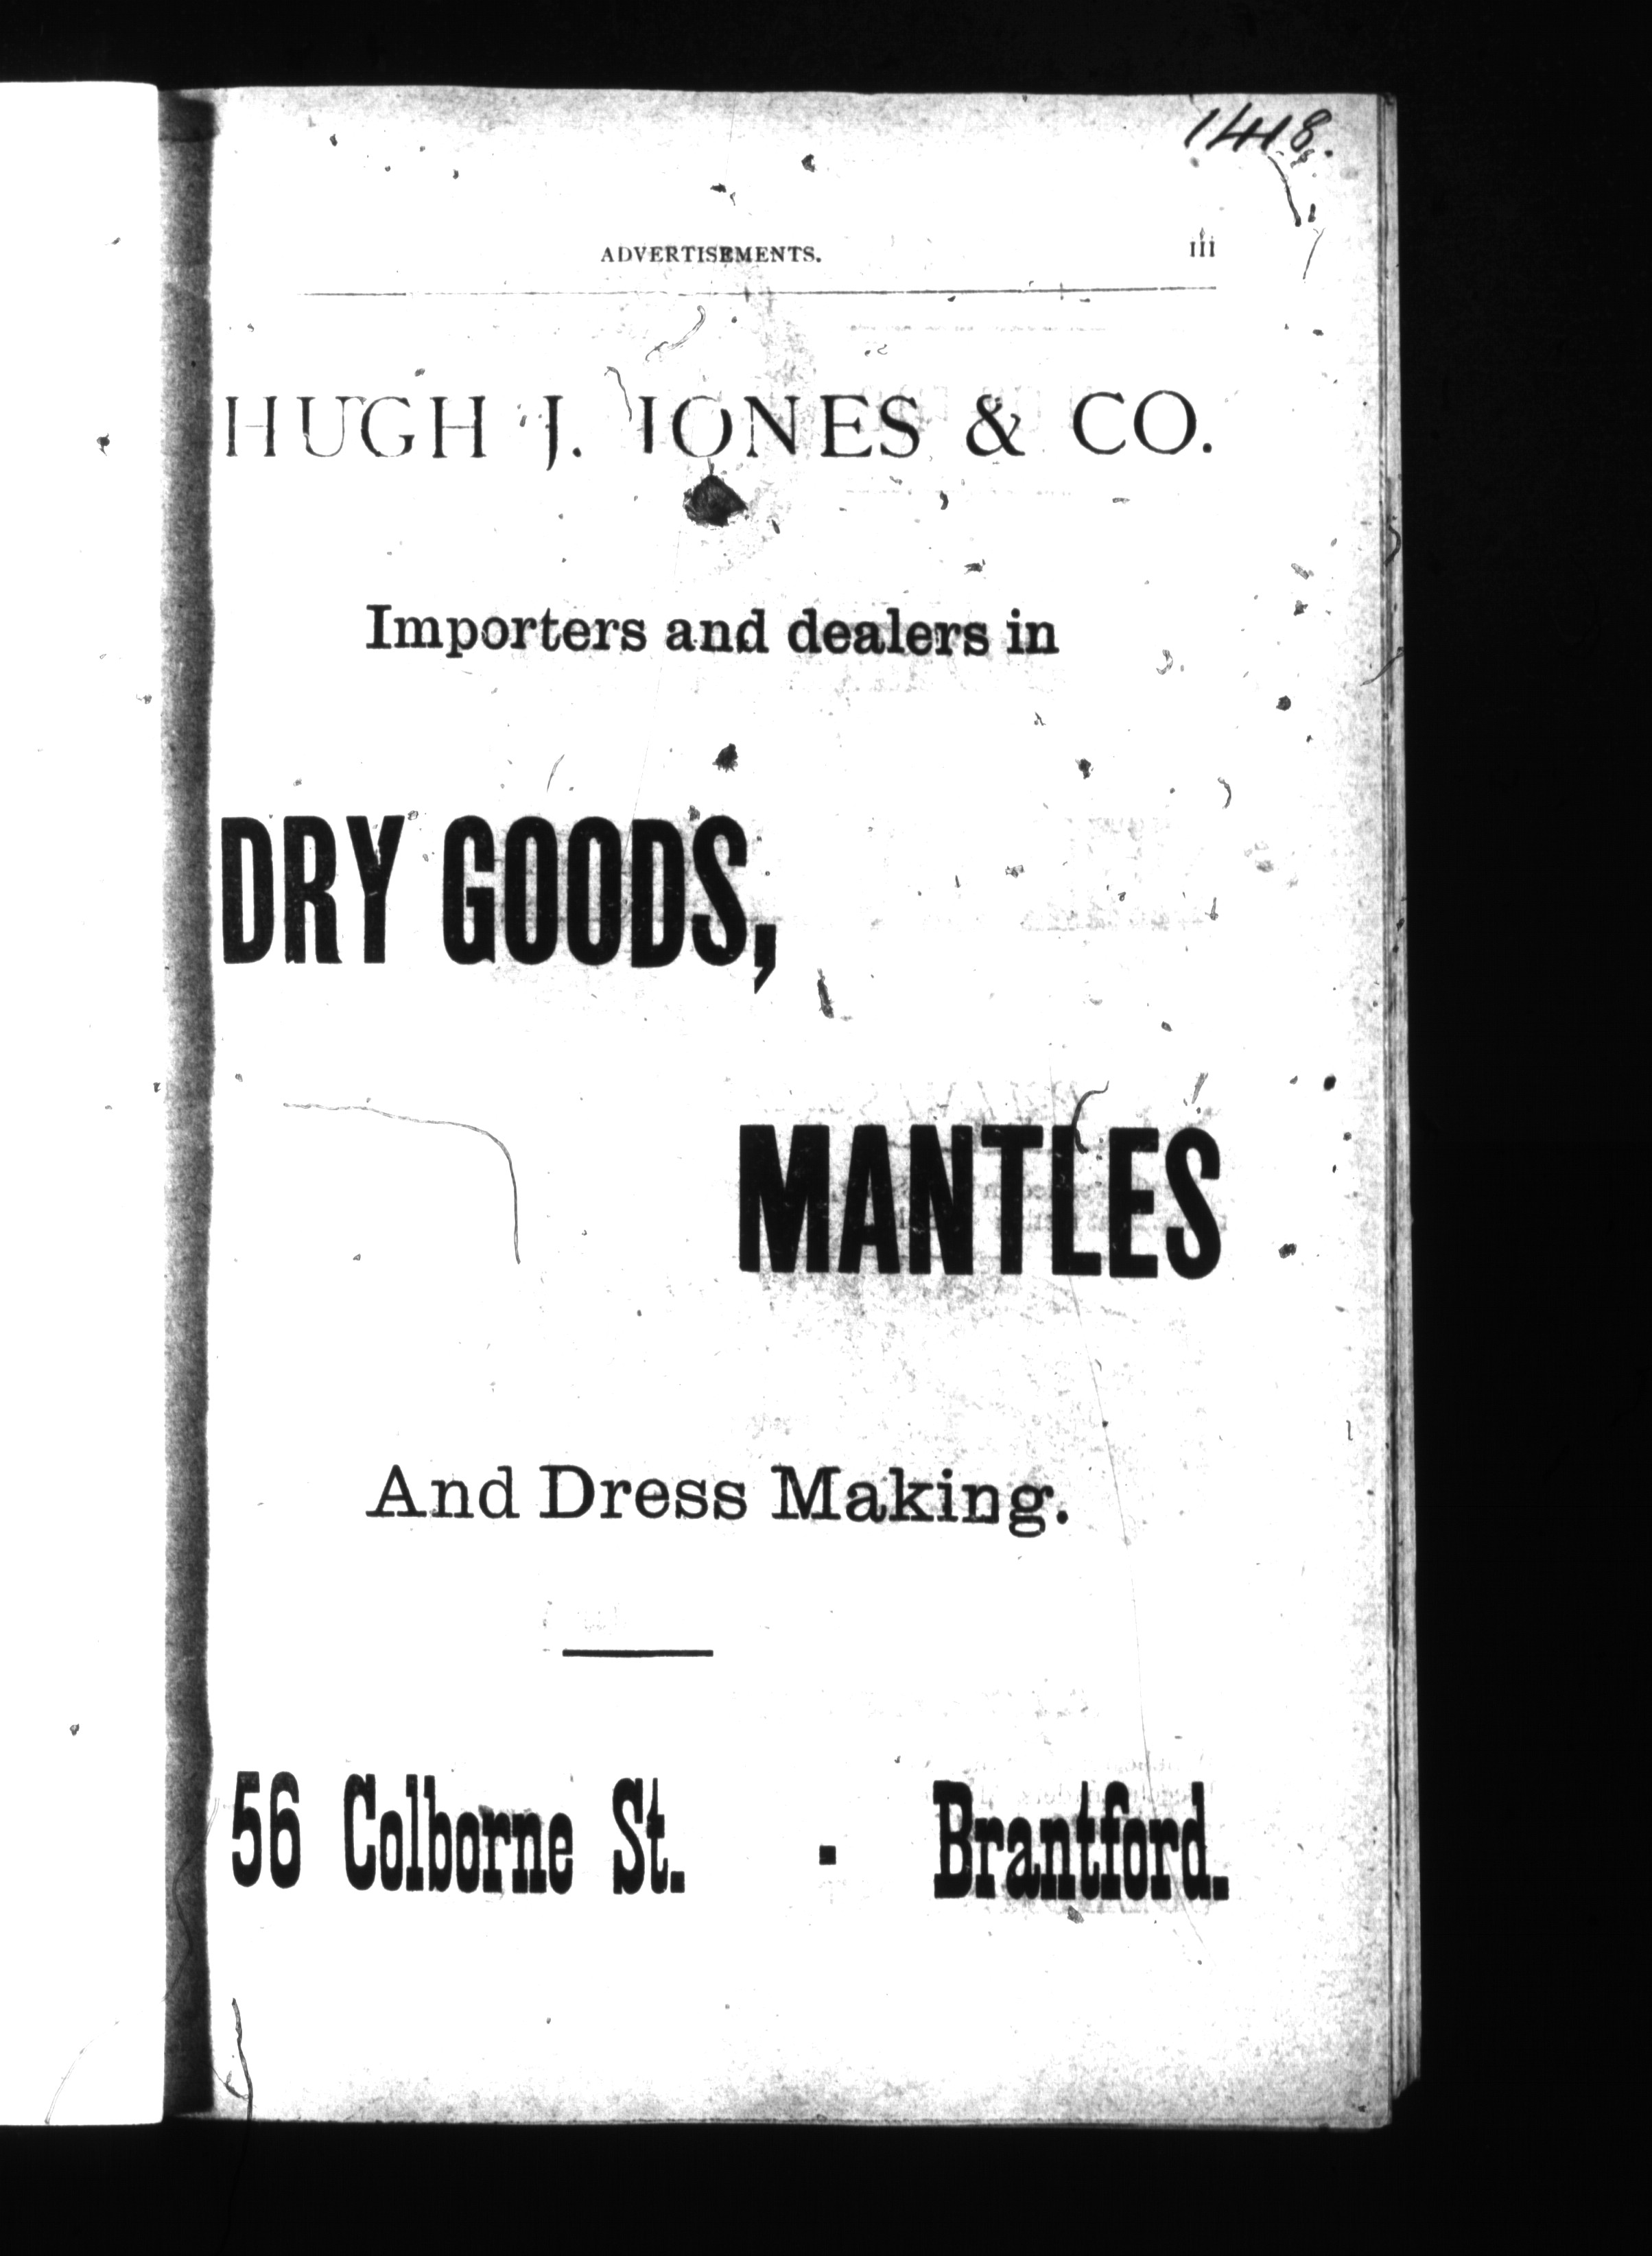 1418.
ADVERTISEMENTS. iii
HUGH J. JONES & CO.
Importers and dealers in
DRY GOODS,
MANTLES
And Dress Making.
56 Colborne St. - Brantford.